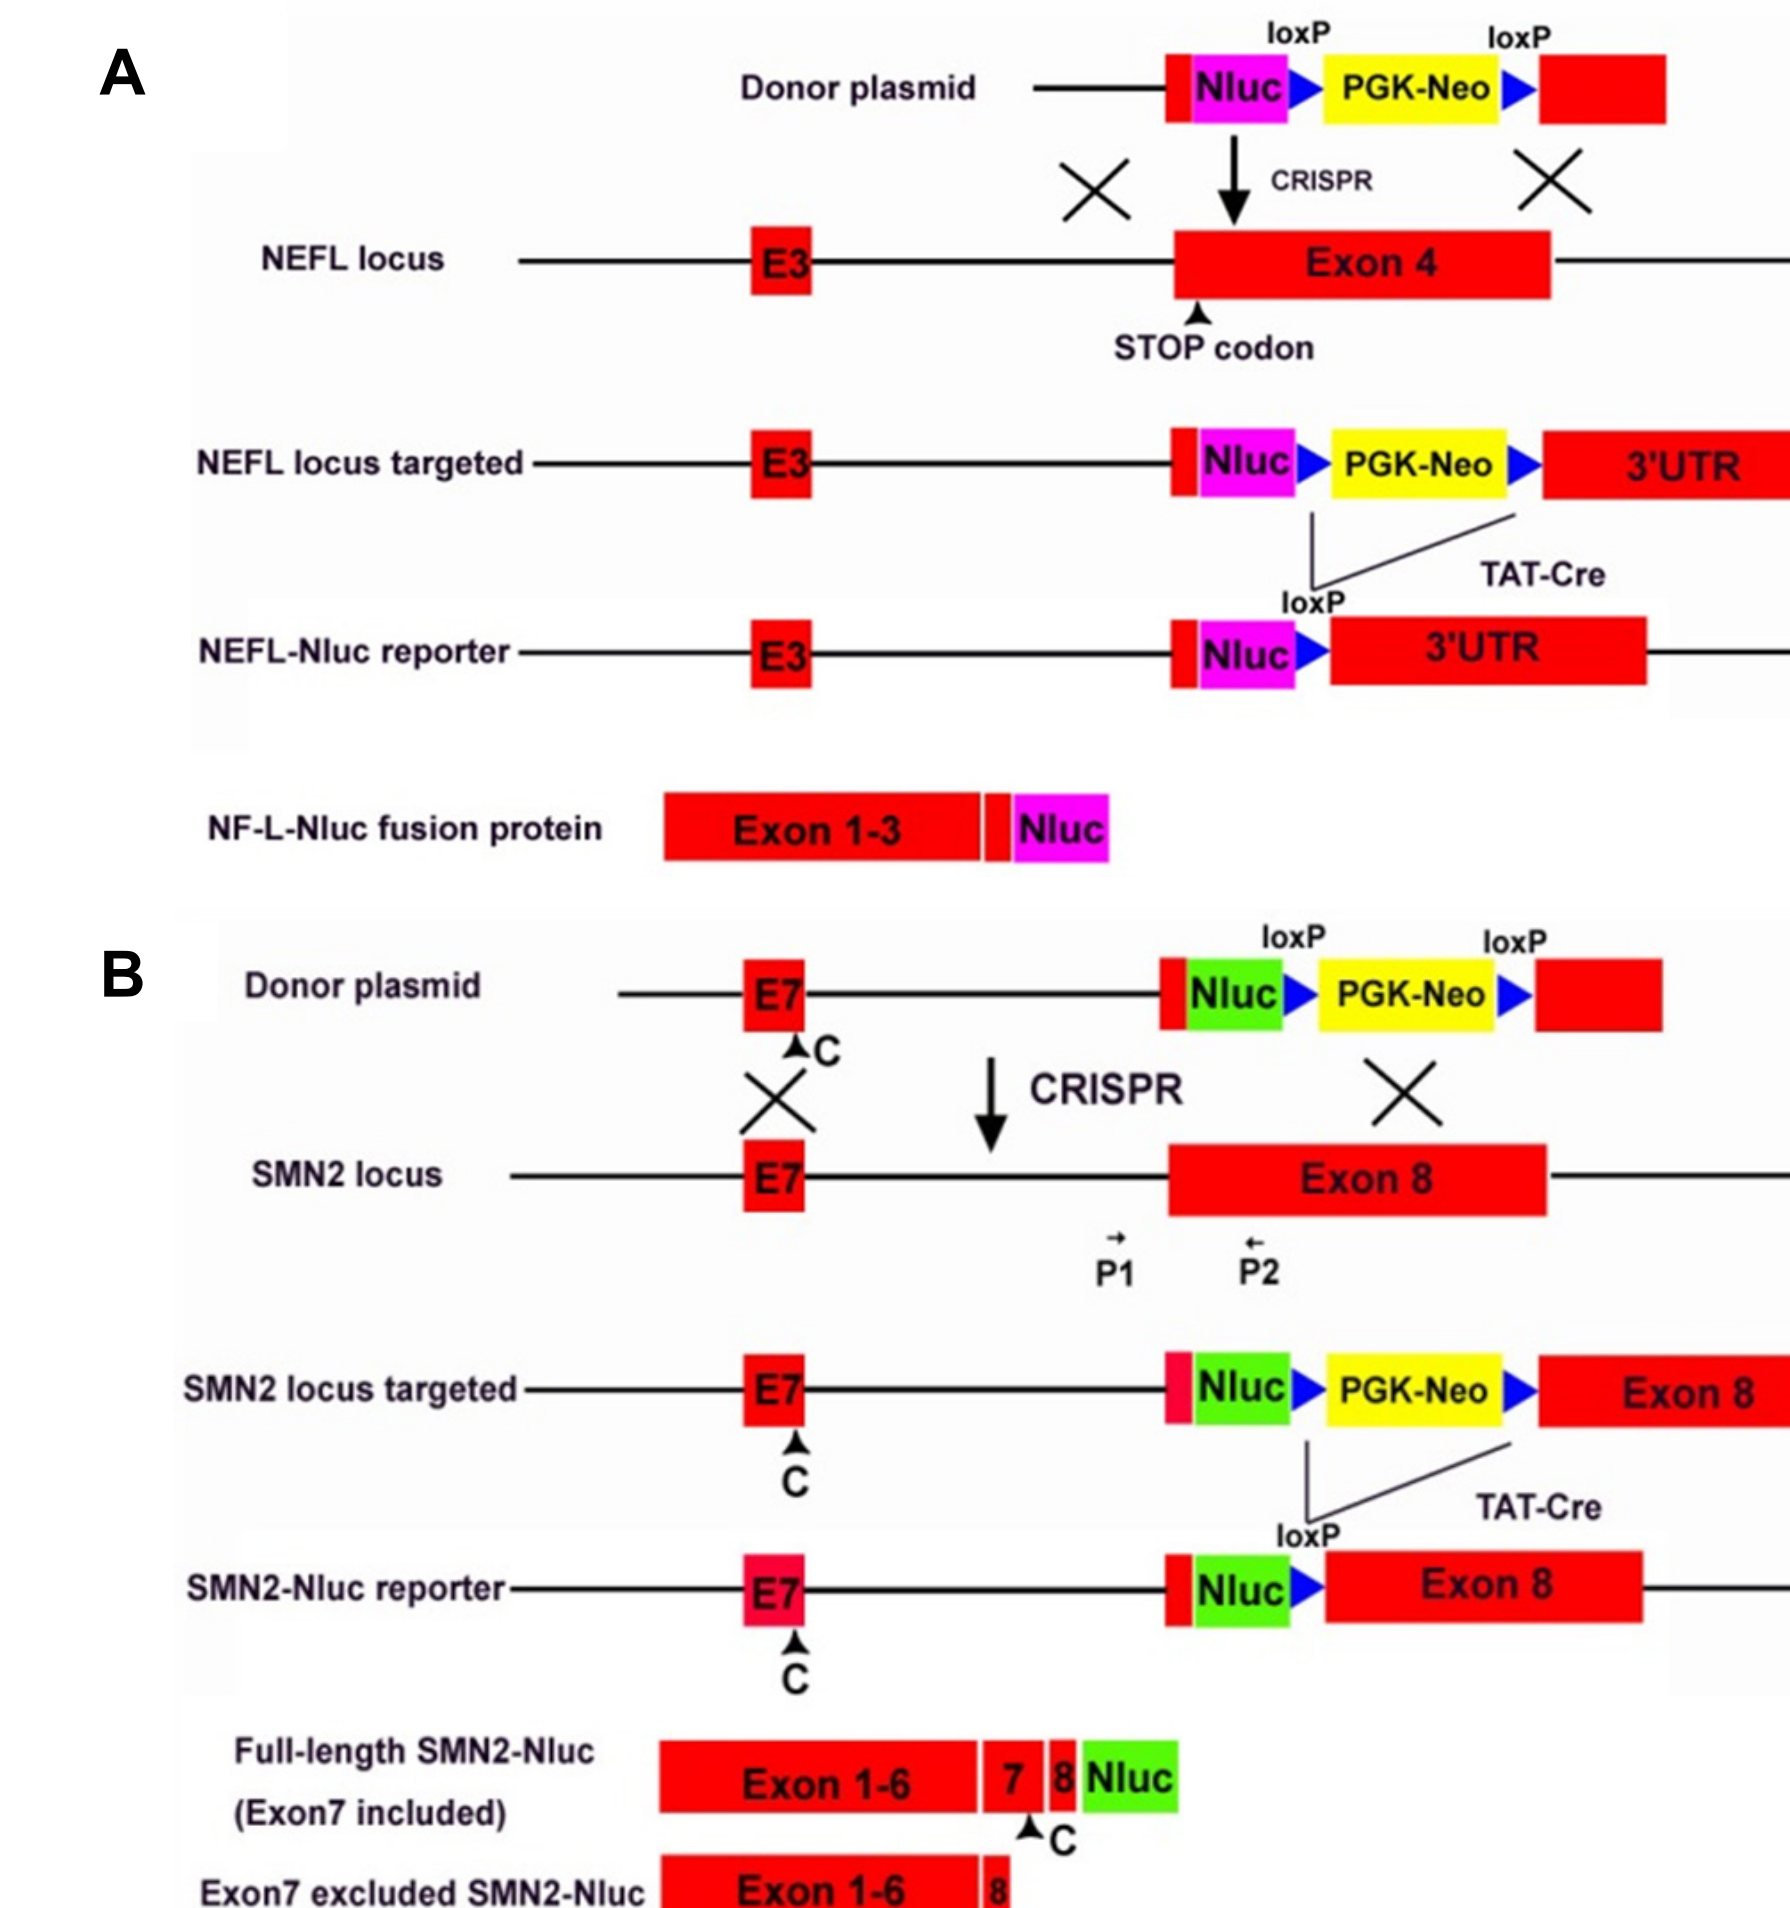 A
loxP loxP
Donor plasmid Nluc PGK-Neo
CRISPR
NEFL locus E3 Exon 4
STOP codon
NEFL locus targeted E3 Nluc PGK-Neo 3'UTR
TAT-Cre
loxP
NEFL-Nluc reporter E3 Nluc 3'UTR
NF-L-Nluc fusion protein Exon 1-3 Nluc
B
loxP loxP
Donor plasmid E7 Nluc PGK-Neo
C
CRISPR
SMN2 locus E7 Exon 8
P1 P2
SMN2 locus targeted E7 Nluc PGK-Neo Exon 8
C
TAT-Cre
loxP
SMN2-Nluc reporter E7 Nluc Exon 8
C
Full-length SMN2-Nluc
(Exon7 included)
Exon 1-6 7 8 Nluc
C
Exon7 excluded SMN2-Nluc Exon 1-6 8